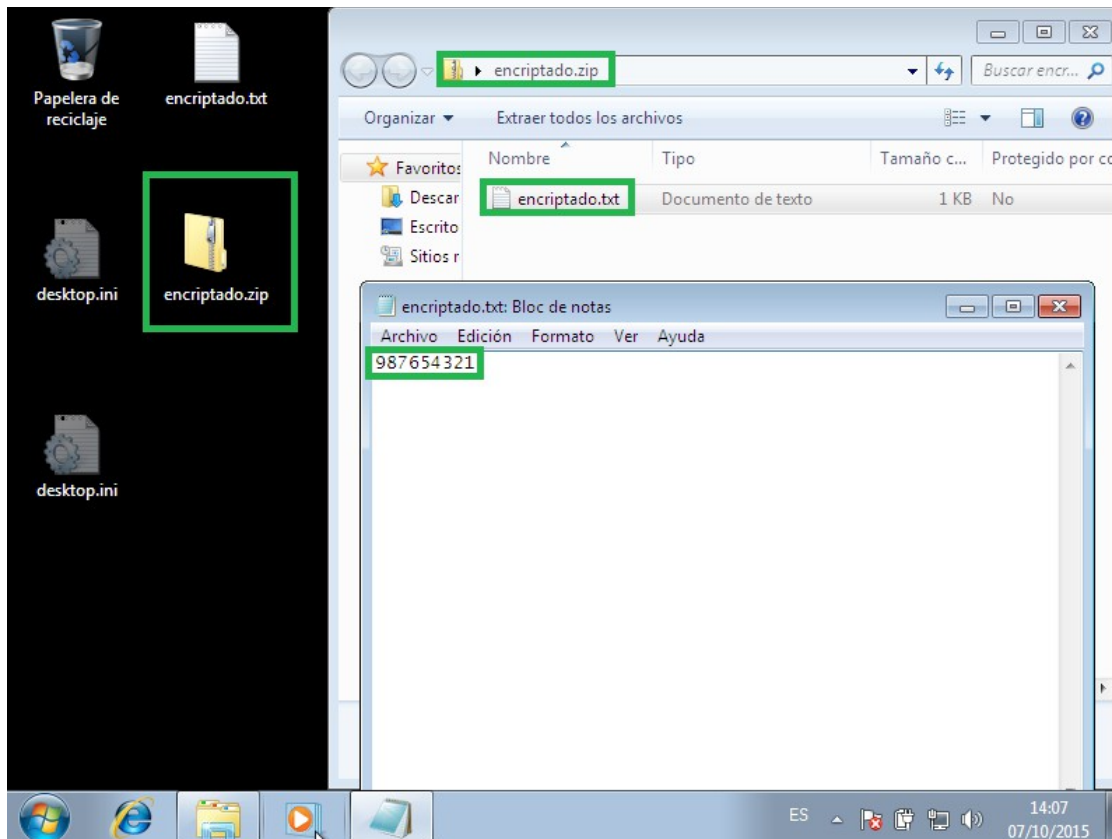 Papelera de
reciclaje
encriptado.txt
desktop.ini
encriptado.zip
desktop.ini
encriptado.zip
Buscar encr...
Organizar
Extraer todos los archivos
Favoritos
Descar
Escrito
Sitios r
Nombre
Tipo
Tamaño c...
Protegido por co
encriptado.txt
Documento de texto
1 KB
No
encriptado.txt: Bloc de notas
Archivo Edición Formato Ver Ayuda
987654321
ES
14:07
07/10/2015